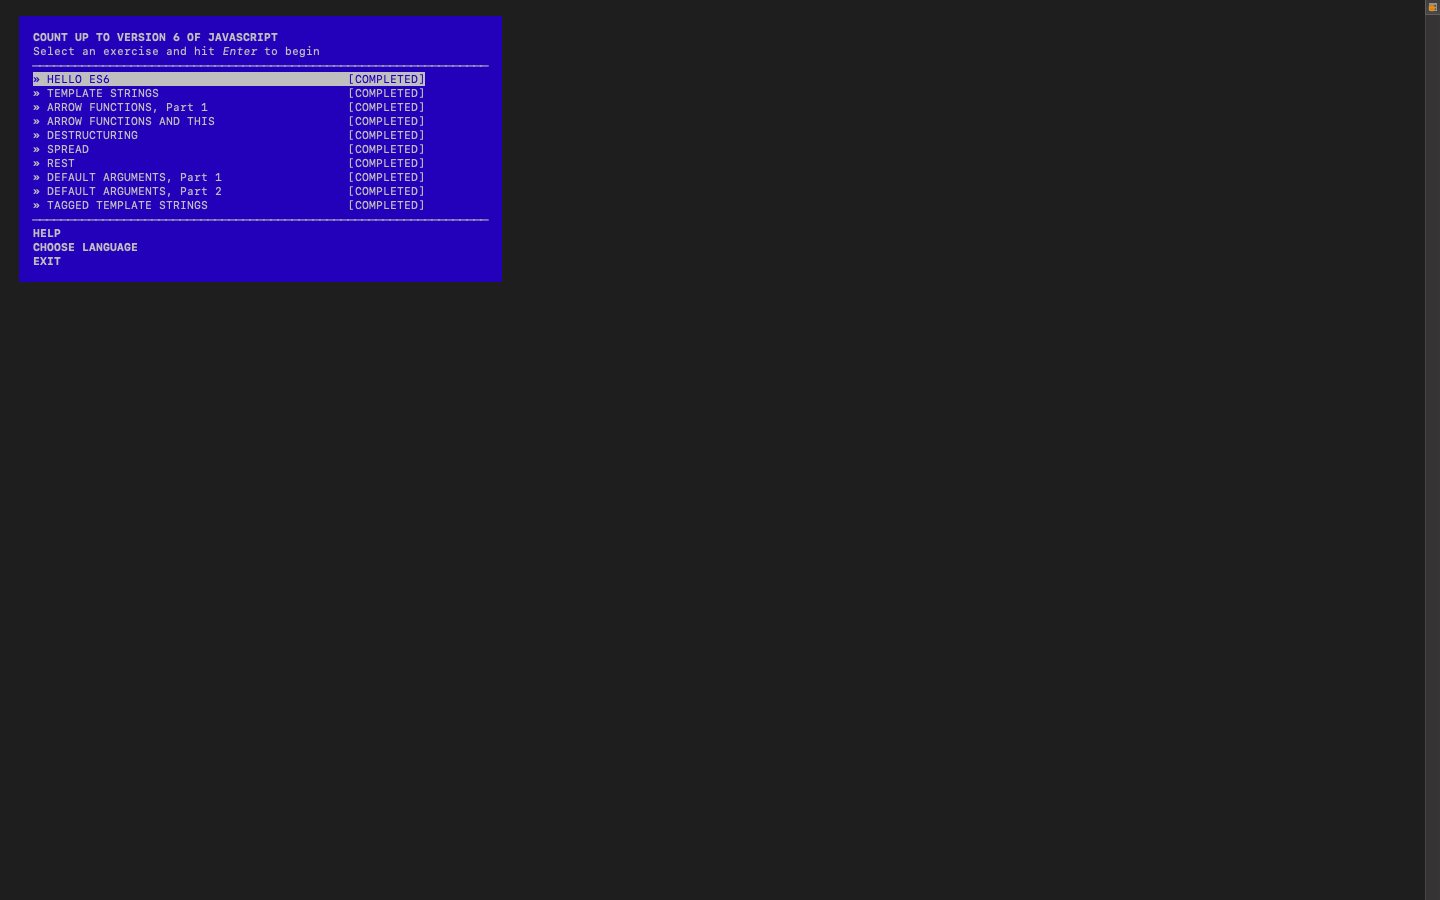 COUNT UP TO VERSION 6 OF JAVASCRIPT
Select an exercise and hit Enter to begin
» HELLO ES6 [COMPLETED]
» TEMPLATE STRINGS [COMPLETED]
» ARROW FUNCTIONS, Part 1 [COMPLETED]
» ARROW FUNCTIONS AND THIS [COMPLETED]
» DESTRUCTURING [COMPLETED]
» SPREAD [COMPLETED]
» REST [COMPLETED]
» DEFAULT ARGUMENTS, Part 1 [COMPLETED]
» DEFAULT ARGUMENTS, Part 2 [COMPLETED]
» TAGGED TEMPLATE STRINGS [COMPLETED]
HELP
CHOOSE LANGUAGE
EXIT